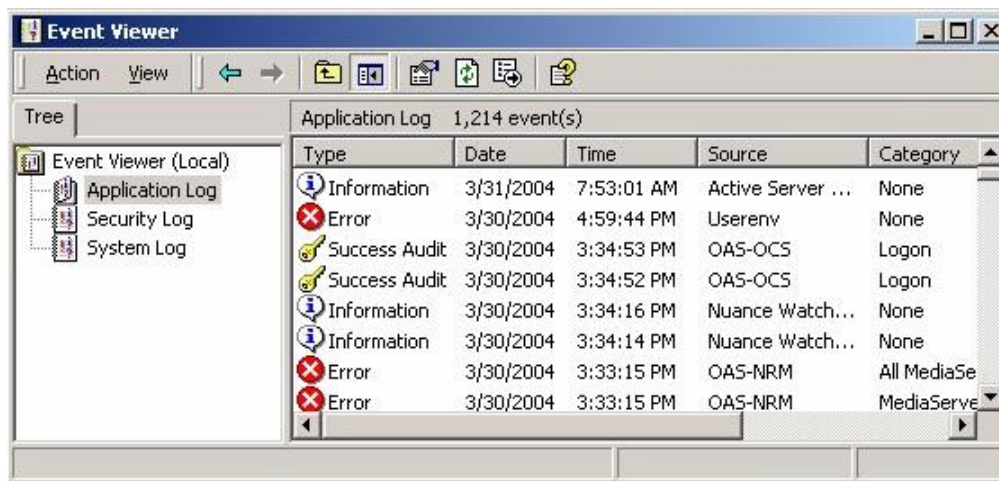 Event Viewer
Action View
Tree
Application Log 1,214 event(s)
Event Viewer (Local)
Application Log
Security Log
System Log
Type Date Time Source Category
Information 3/31/2004 7:53:01 AM Active Server ... None
Error 3/30/2004 4:59:44 PM Userenv None
Success Audit 3/30/2004 3:34:53 PM OAS-OCS Logon
Success Audit 3/30/2004 3:34:52 PM OAS-OCS Logon
Information 3/30/2004 3:34:16 PM Nuance Watch... None
Information 3/30/2004 3:34:14 PM Nuance Watch... None
Error 3/30/2004 3:33:15 PM OAS-NRM All MediaSe
Error 3/30/2004 3:33:15 PM OAS-NRM MediaServe